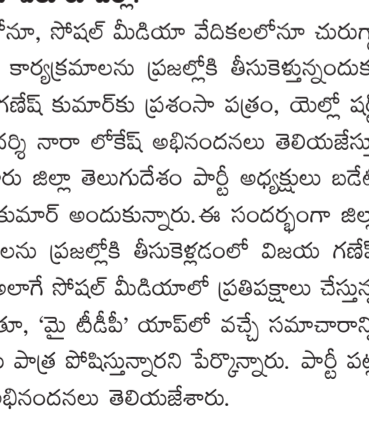 నూ, సోషల్ మీడియా వేదికలలోనూ చురుగ్గా
కార్యక్రమాలను ప్రజల్లోకి తీసుకెళ్తున్నందుక
గణేష్ కుమార్‌కు ప్రశంసా పత్రం, యెల్లో షర్ట
దర్శి నారా లోకేష్ అభినందనలు తెలియజేస్తు
రు జిల్లా తెలుగుదేశం పార్టీ అధ్యక్షులు బడేట
కుమార్ అందుకున్నారు. ఈ సందర్భంగా జిల్ల
లను ప్రజల్లోకి తీసుకెళ్లడంలో విజయ గణేష్
అలాగే సోషల్ మీడియాలో ప్రతిపక్షాలు చేస్తున్న
తూ, ‘మై టీడీపీ’ యాప్‌లో వచ్చే సమాచారాన్ని
పాత్ర పోషిస్తున్నారని పేర్కొన్నారు. పార్టీ పట్ల
భినందనలు తెలియజేశారు.